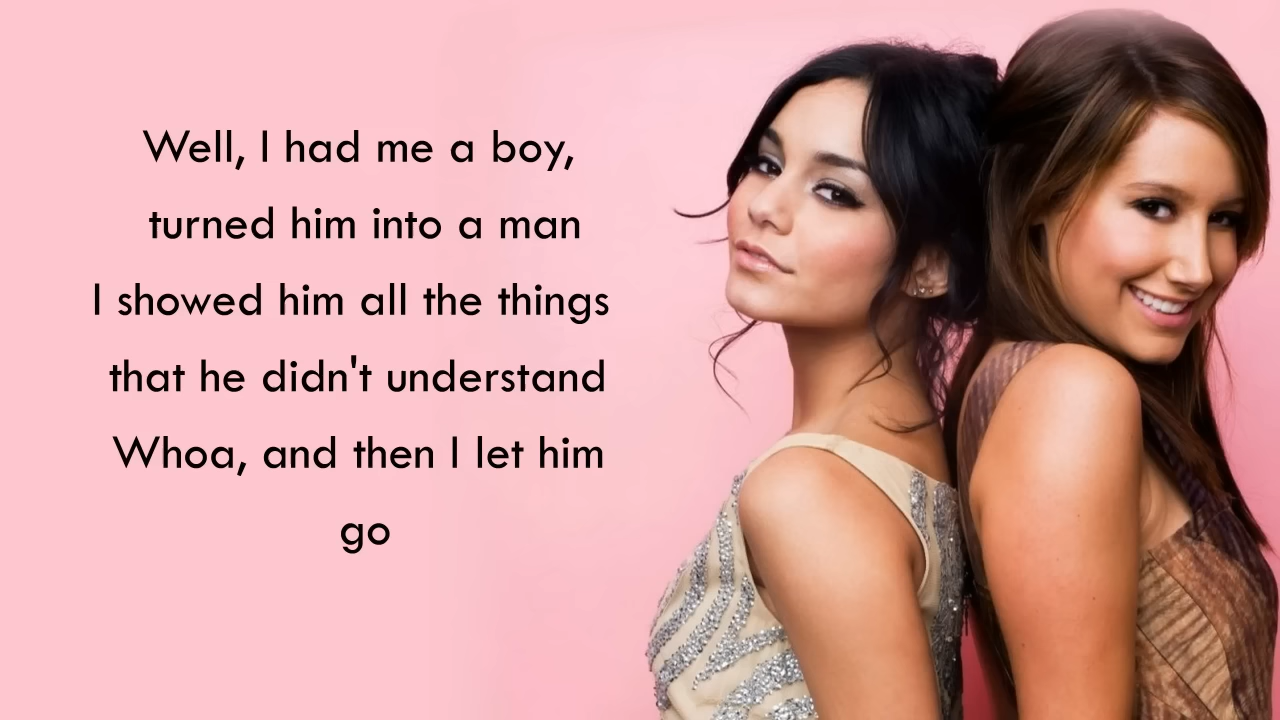 Well, I had me a boy,
turned him into a man
I showed him all the things
that he didn't understand
Whoa, and then I let him
go